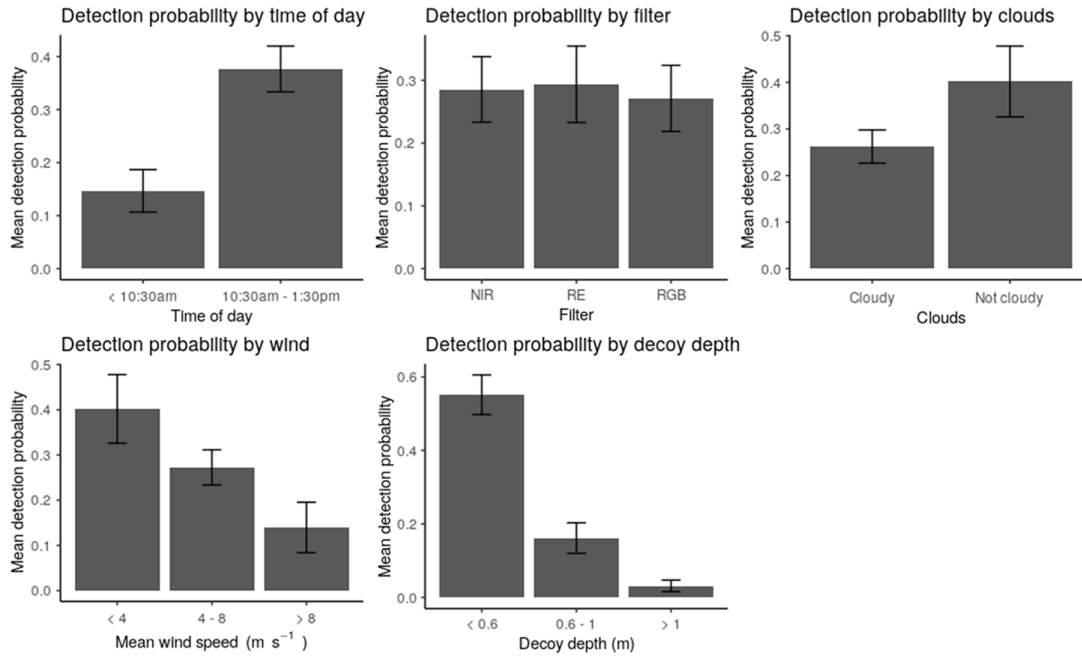 Detection probability by time of day
Mean detection probability
0.4
0.3
0.2
0.1
0.0
< 10:30am
10:30am - 1:30pm
Time of day
Detection probability by filter
Mean detection probability
0.3
0.2
0.1
0.0
NIR
RE
RGB
Filter
Detection probability by clouds
Mean detection probability
0.5
0.4
0.3
0.2
0.1
0.0
Cloudy
Not cloudy
Clouds
Detection probability by wind
Mean detection probability
0.5
0.4
0.3
0.2
0.1
0.0
< 4
4 - 8
> 8
Mean wind speed (m s⁻¹ )
Detection probability by decoy depth
Mean detection probability
0.6
0.4
0.2
0.0
< 0.6
0.6 - 1
> 1
Decoy depth (m)